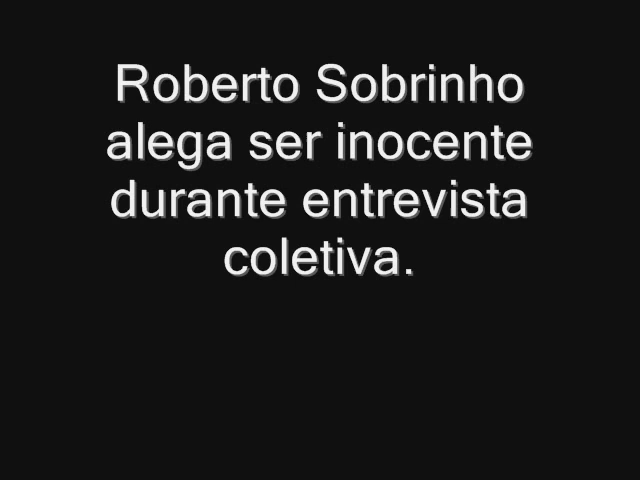 Roberto Sobrinho
alega ser inocente
durante entrevista
coletiva.